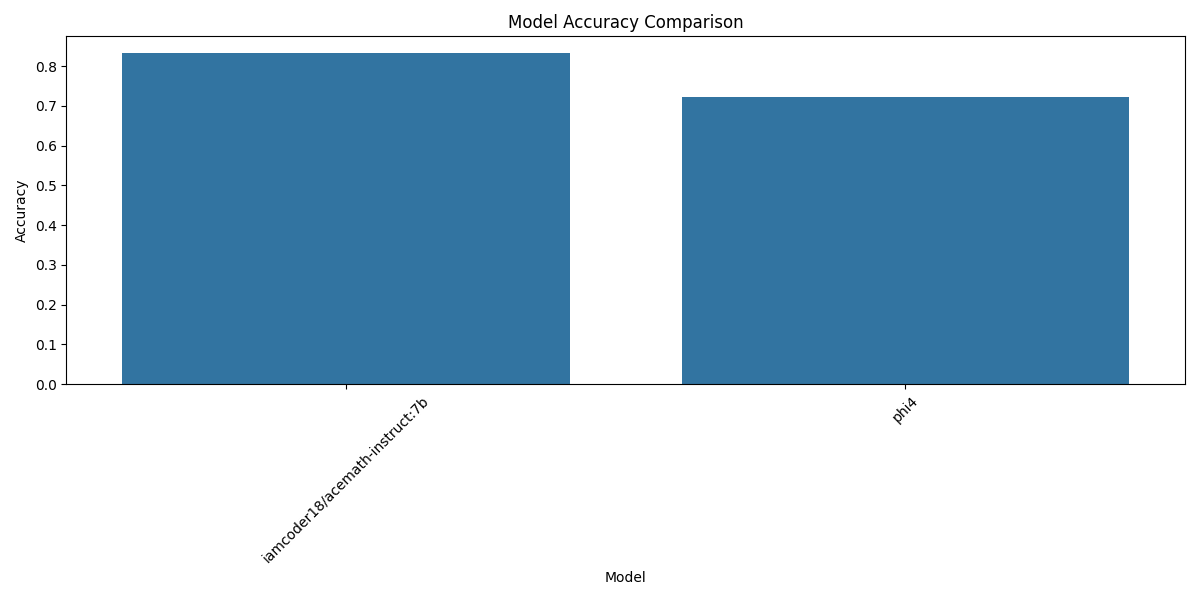 Model Accuracy Comparison
Accuracy
0.8
0.7
0.6
0.5
0.4
0.3
0.2
0.1
0.0
iamcoder18/acemath-instruct:7b
phi4
Model